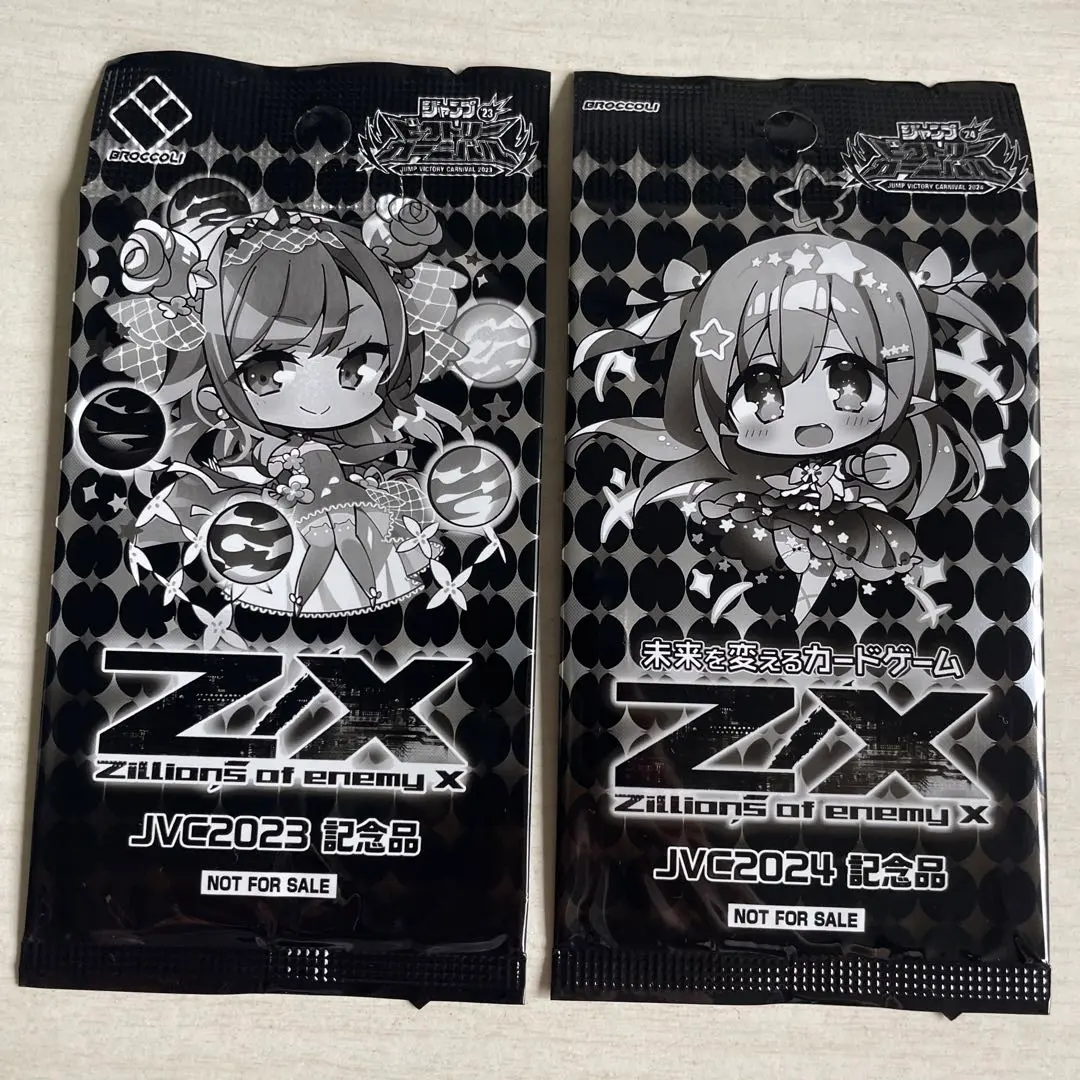 BROCCOLI
ジャンプ '23
ビクトリー
カーニバル
JUMP VICTORY CARNIVAL 2023
Z/X
Zillions of enemy X
JVC2023 記念品
NOT FOR SALE
BROCCOLI
ジャンプ '24
ビクトリー
カーニバル
JUMP VICTORY CARNIVAL 2024
未来を変えるカードゲーム
Z/X
Zillions of enemy X
JVC2024 記念品
NOT FOR SALE